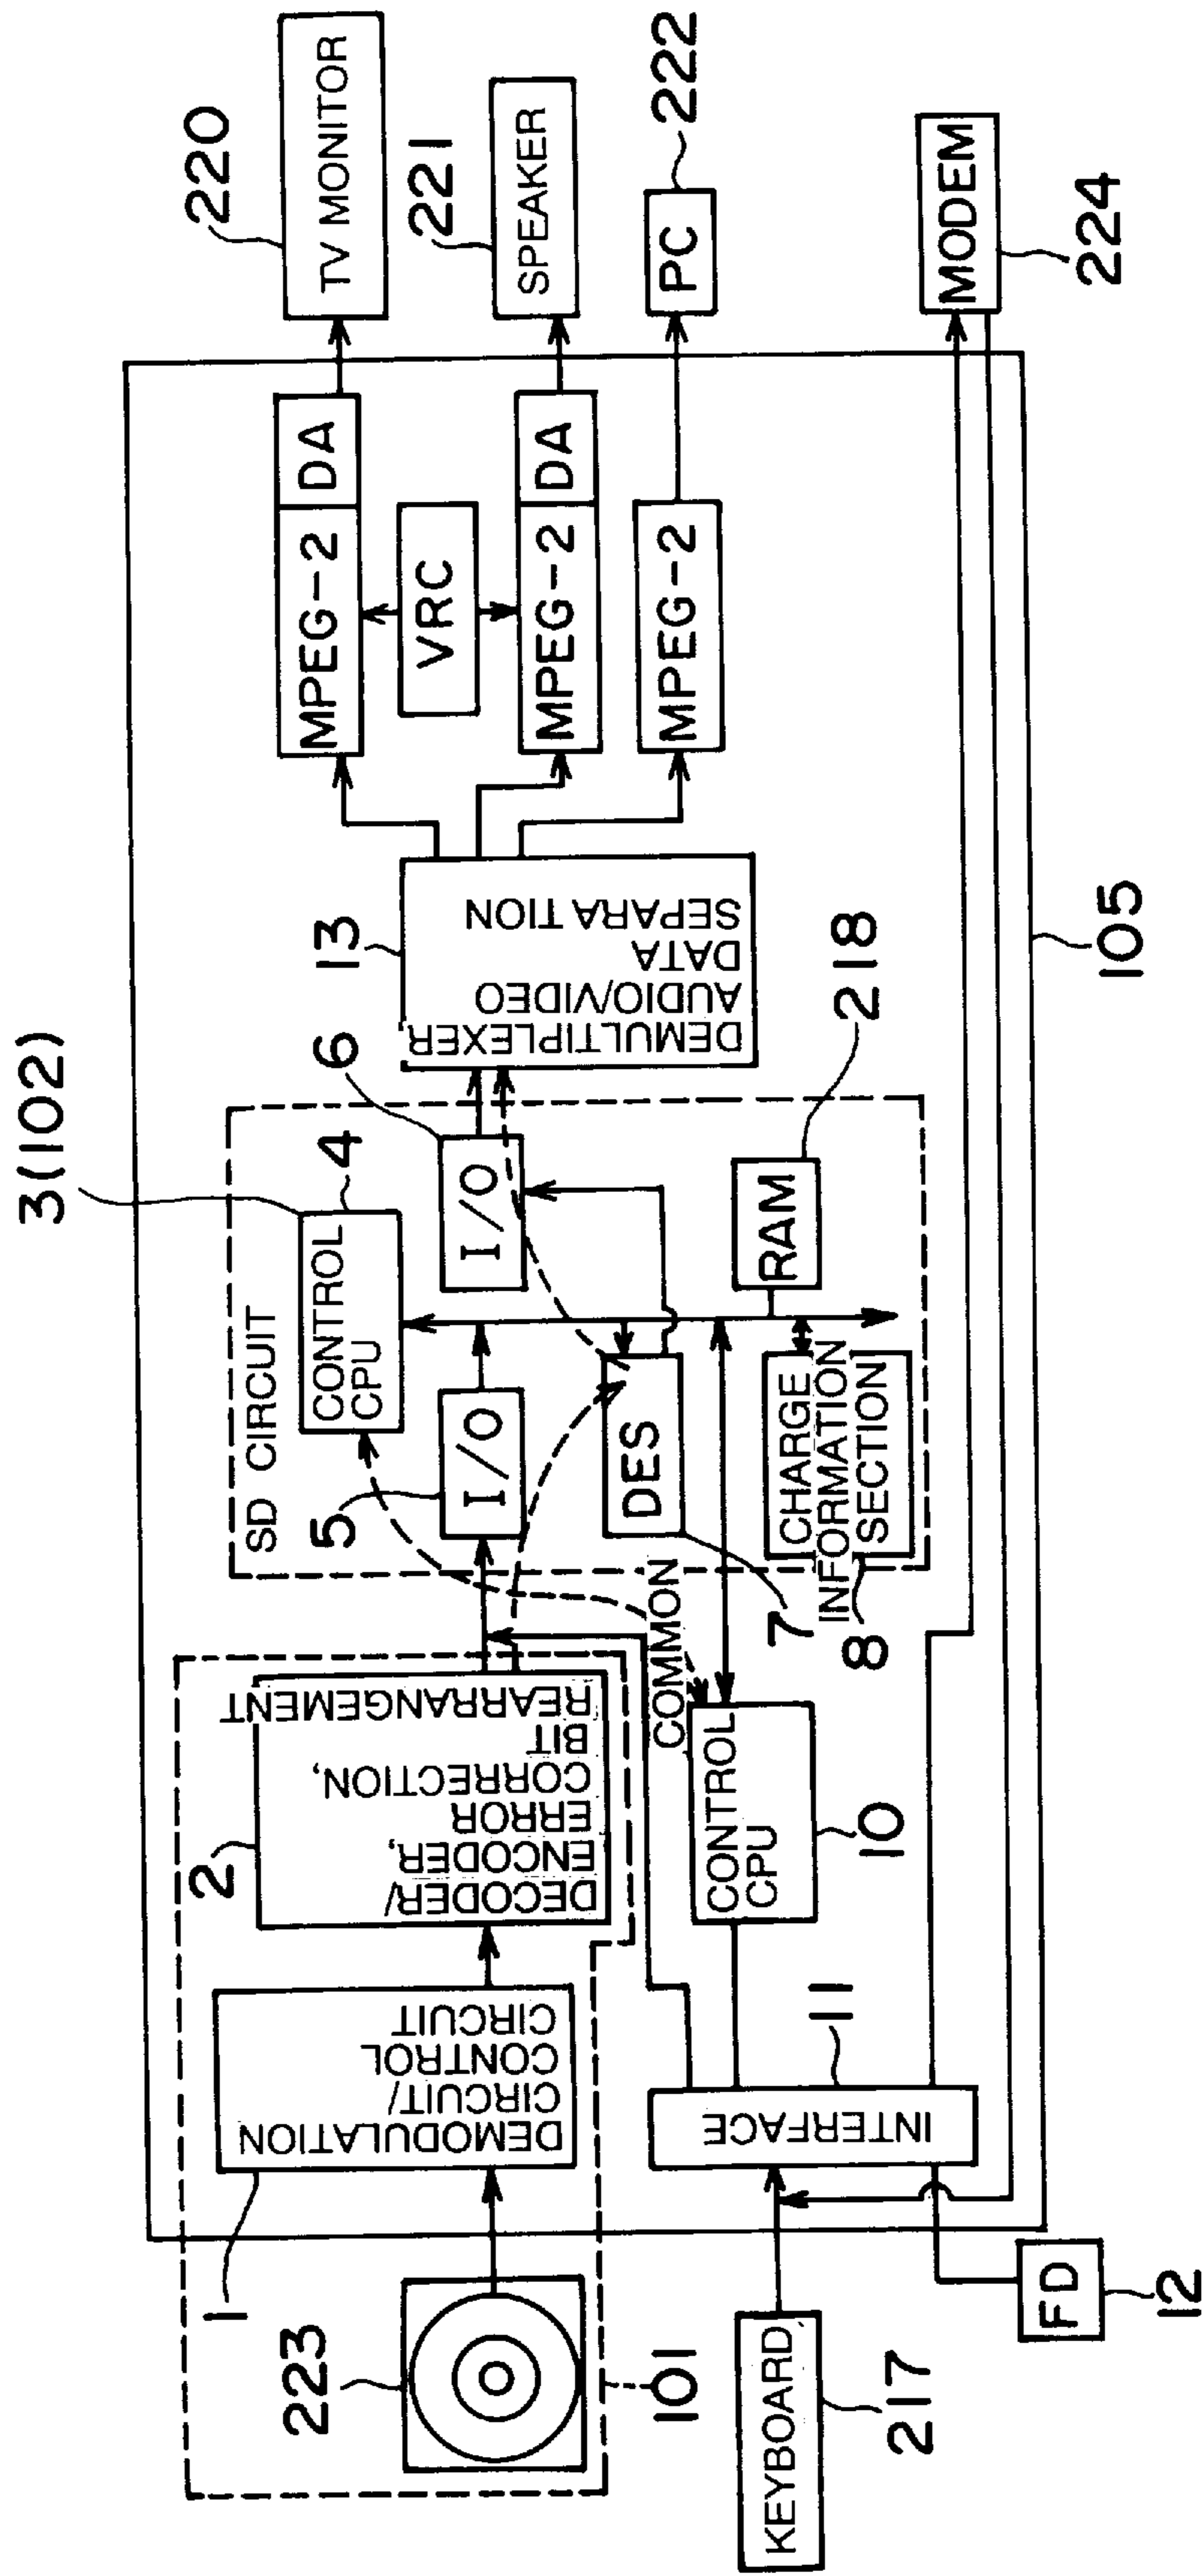 3(102)
220
TV MONITOR
221
SPEAKER
222
PC
MODEM
224
MPEG-2
DA
VRC
MPEG-2
DA
MPEG-2
13
DEMULTIPLEXER
AUDIO/VIDEO
DATA
SEPARATION
105
SD CIRCUIT
CONTROL
CPU
4
6
I/O
5
I/O
DES
7
RAM
218
CHARGE
INFORMATION
SECTION
8
COMMON
2
DECODER/
ENCODER,
ERROR
CORRECTION,
BIT
REARRANGEMENT
CONTROL
CPU
10
1
DEMODULATION
CIRCUIT/
CONTROL
CIRCUIT
11
INTERFACE
223
101
KEYBOARD
217
FD
12